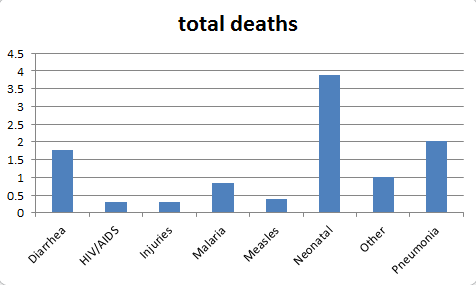 total deaths
4.5
4
3.5
3
2.5
2
1.5
1
0.5
0
Diarrhea
HIV/AIDS
Injuries
Malaria
Measles
Neonatal
Other
Pneumonia